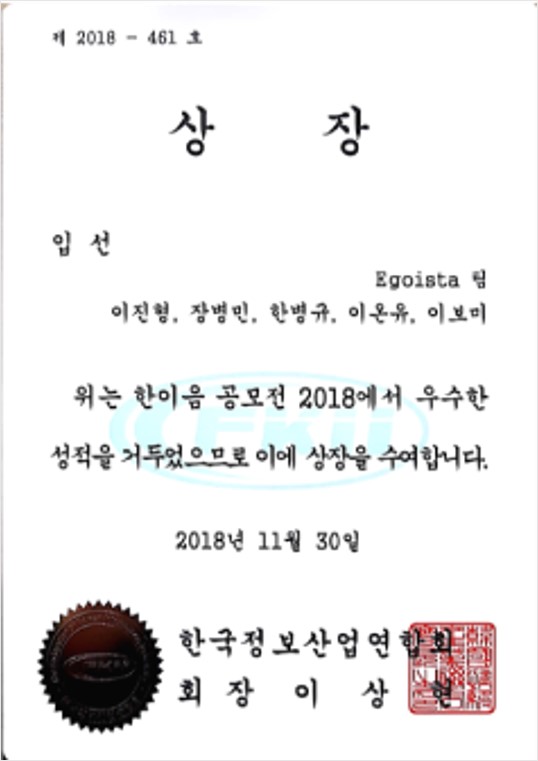 제 2018 - 461 호
상 장
입 선
Egoista 팀
이진형, 장병민, 한병규, 이온유, 이보미
위는 한이음 공모전 2018에서 우수한
성적을 거두었으므로 이에 상장을 수여합니다.
2018년 11월 30일
한국정보산업연합회
회 장 이 상 현
FKII